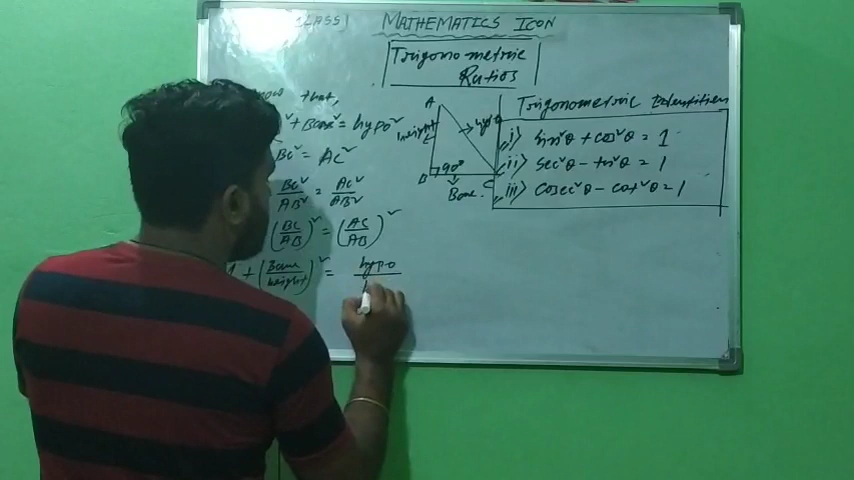 CLASS) MATHEMATICS ICON
Trigonometric
Ratios
that,
+ Base² = hypo²
BC² = AC²
BC²/AB² = AC²/AB²
(BC/AB)² = (AC/AB)²
1 + (Base/height)² = hypo
A
height
hypo
B
90°
C
Base.
Trigonometric Identities
i) sin²θ + cos²θ = 1
ii) sec²θ - tan²θ = 1
iii) cosec²θ - cot²θ = 1